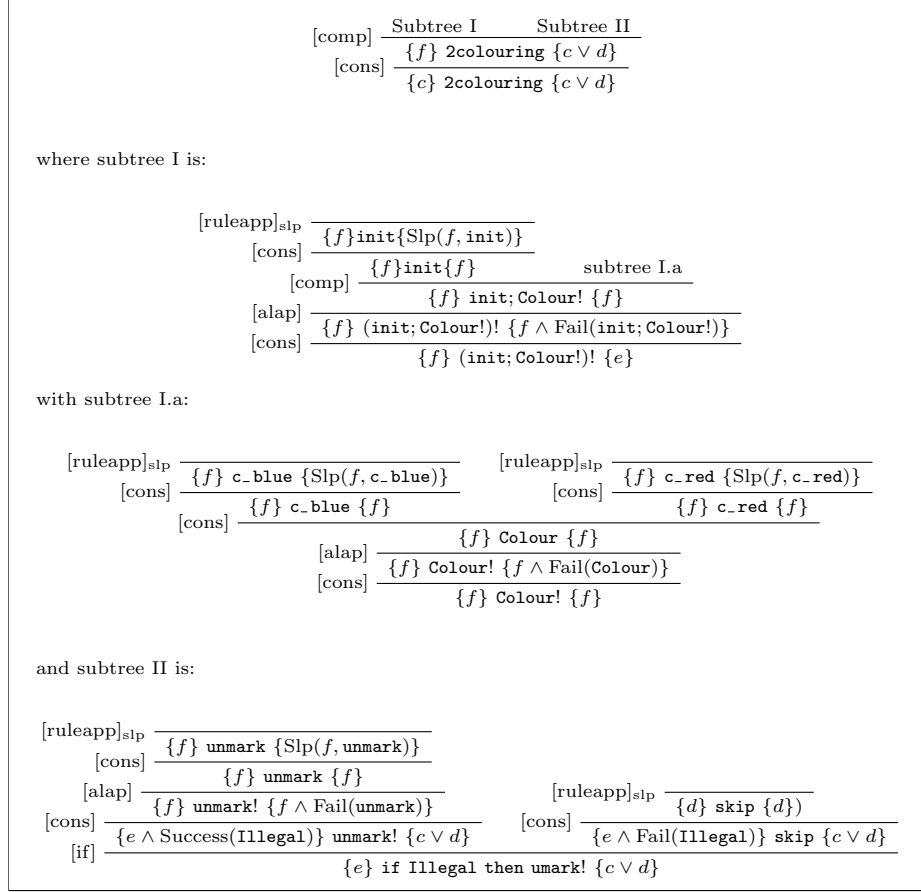 [comp] Subtree I Subtree II
{f} 2colouring {c ∨ d}
[cons]
{c} 2colouring {c ∨ d}
where subtree I is:
[ruleapp]slp
{f}init{Slp(f, init)}
[cons]
{f}init{f} subtree I.a
[comp]
{f} init; Colour! {f}
[alap]
{f} (init; Colour!)! {f ∧ Fail(init; Colour!)}
[cons]
{f} (init; Colour!)! {e}
with subtree I.a:
[ruleapp]slp [ruleapp]slp
{f} c_blue {Slp(f, c_blue)} {f} c_red {Slp(f, c_red)}
[cons] [cons]
{f} c_blue {f} {f} c_red {f}
[cons]
{f} Colour {f}
[alap]
{f} Colour! {f ∧ Fail(Colour)}
[cons]
{f} Colour! {f}
and subtree II is:
[ruleapp]slp
{f} unmark {Slp(f, unmark)}
[cons]
{f} unmark {f}
[alap] [ruleapp]slp
{f} unmark! {f ∧ Fail(unmark)} {d} skip {d})
[cons] [cons]
{e ∧ Success(Illegal)} unmark! {c ∨ d} {e ∧ Fail(Illegal)} skip {c ∨ d}
[if]
{e} if Illegal then umark! {c ∨ d}